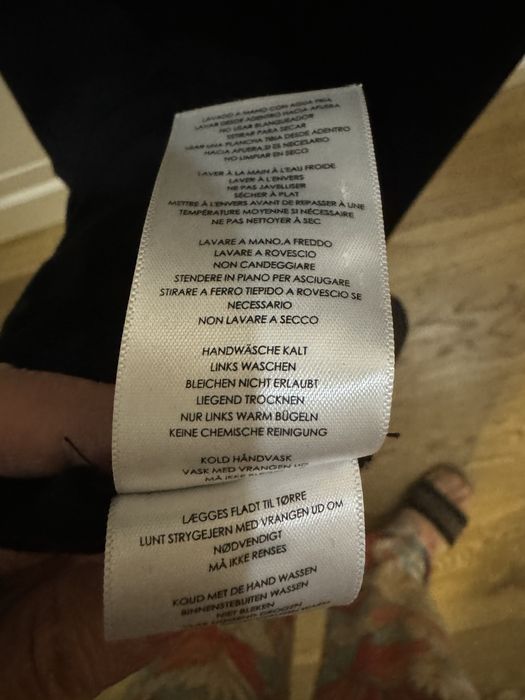 LAVADO A MANO CON AGUA FRIA
LAVAR DESDE ADENTRO HACIA AFUERA
NO USAR BLANQUEADOR
ESTIRAR PARA SECAR
USAR UNA PLANCHA TIBIA DESDE ADENTRO
HACIA AFUERA,SI ES NECESARIO
NO LIMPIAR EN SECO
LAVER À LA MAIN À L'EAU FROIDE
LAVER À L'ENVERS
NE PAS JAVELLISER
SÉCHER À PLAT
METTRE À L'ENVERS AVANT DE REPASSER À UNE
TEMPÉRATURE MOYENNE SI NÉCESSAIRE
NE PAS NETTOYER À SEC
LAVARE A MANO,A FREDDO
LAVARE A ROVESCIO
NON CANDEGGIARE
STENDERE IN PIANO PER ASCIUGARE
STIRARE A FERRO TIEPIDO A ROVESCIO SE
NECESSARIO
NON LAVARE A SECCO
HANDWÄSCHE KALT
LINKS WASCHEN
BLEICHEN NICHT ERLAUBT
LIEGEND TROCKNEN
NUR LINKS WARM BÜGELN
KEINE CHEMISCHE REINIGUNG
KOLD HÅNDVASK
VASK MED VRANGEN UD
MÅ IKKE
LÆGGES FLADT TIL TØRRE
LUNT STRYGEJERN MED VRANGEN UD OM
NØDVENDIGT
MÅ IKKE RENSES
KOUD MET DE HAND WASSEN
BINNENSTEBUITEN WASSEN
NIET BLEKEN